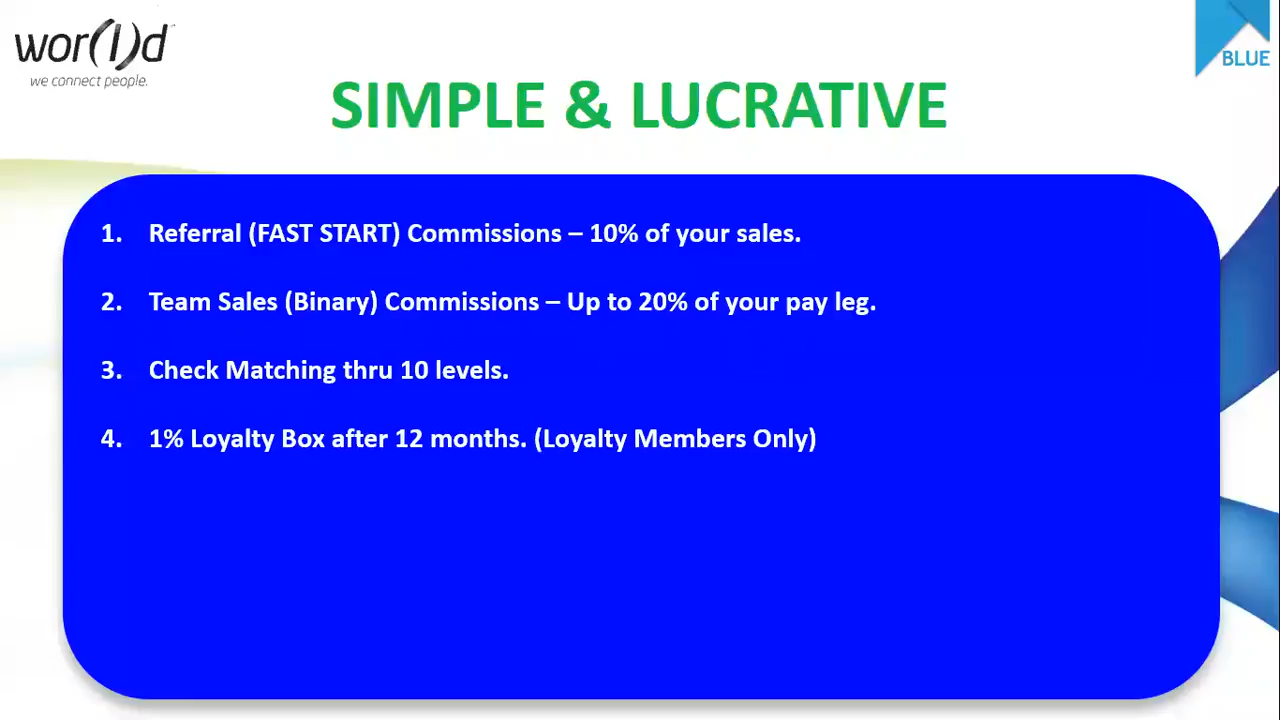 wor(l)d
we connect people.
BLUE
SIMPLE & LUCRATIVE
1. Referral (FAST START) Commissions – 10% of your sales.
2. Team Sales (Binary) Commissions – Up to 20% of your pay leg.
3. Check Matching thru 10 levels.
4. 1% Loyalty Box after 12 months. (Loyalty Members Only)